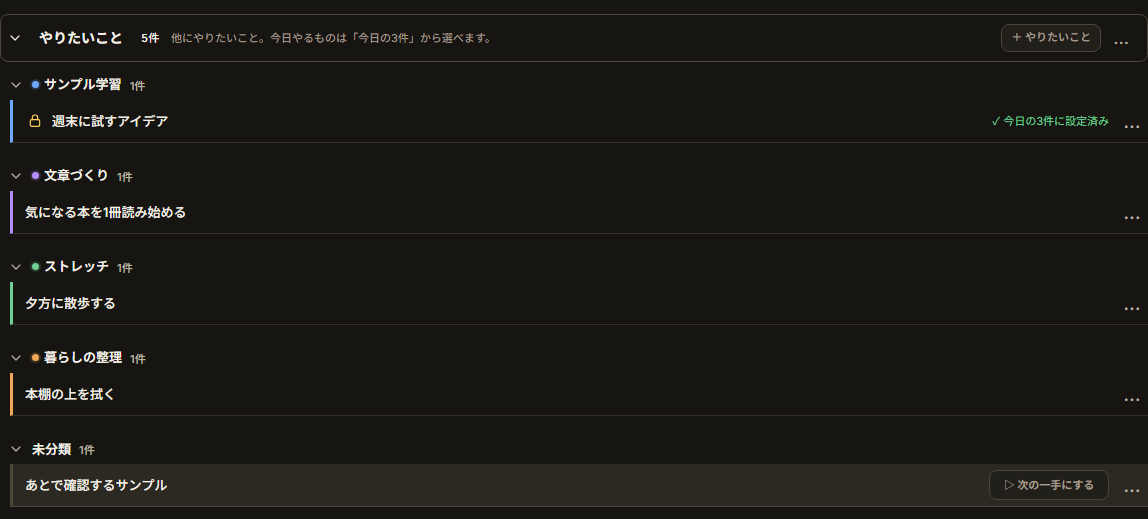 やりたいこと 5件 他にやりたいこと。今日やるものは「今日の3件」から選べます。 ＋ やりたいこと ...
サンプル学習 1件
週末に試すアイデア ✓ 今日の3件に設定済み ...
文章づくり 1件
気になる本を1冊読み始める ...
ストレッチ 1件
夕方に散歩する ...
暮らしの整理 1件
本棚の上を拭く ...
未分類 1件
あとで確認するサンプル ▷ 次の一手にする ...